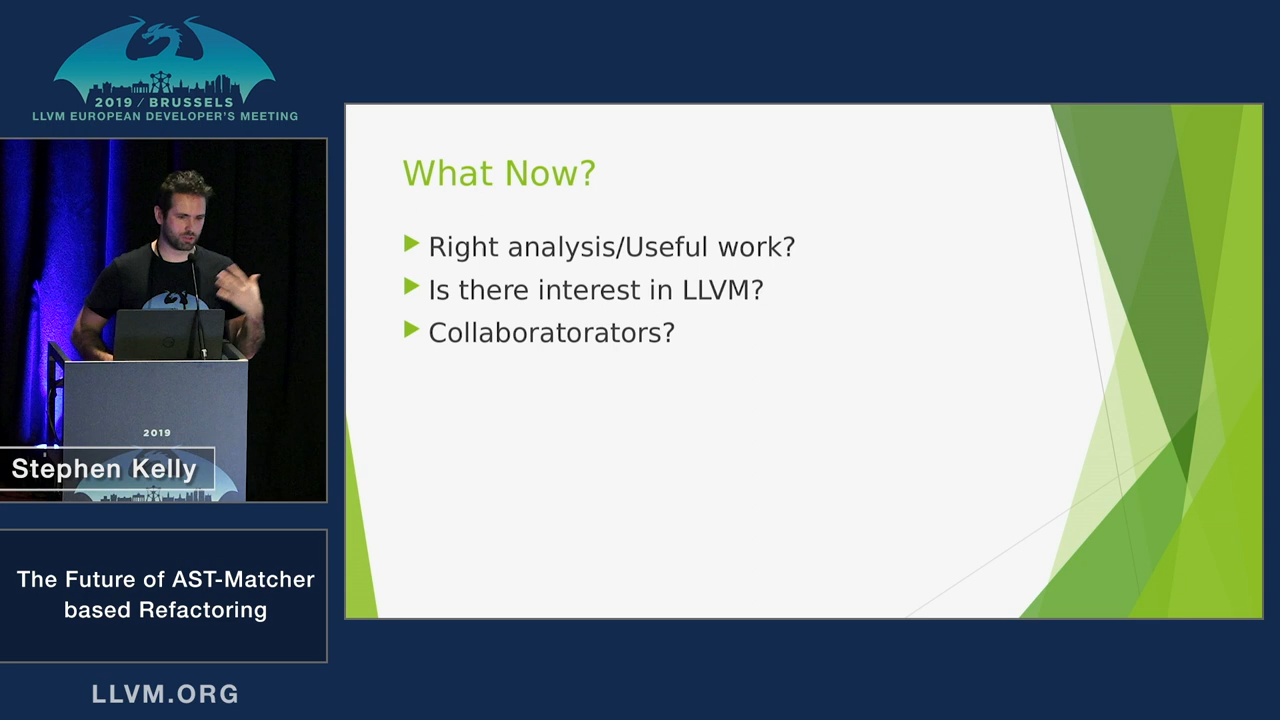 2019 / BRUSSELS
LLVM EUROPEAN DEVELOPER'S MEETING
What Now?
Right analysis/Useful work?
Is there interest in LLVM?
Collaboratorators?
2019
Stephen Kelly
The Future of AST-Matcher
based Refactoring
LLVM.ORG